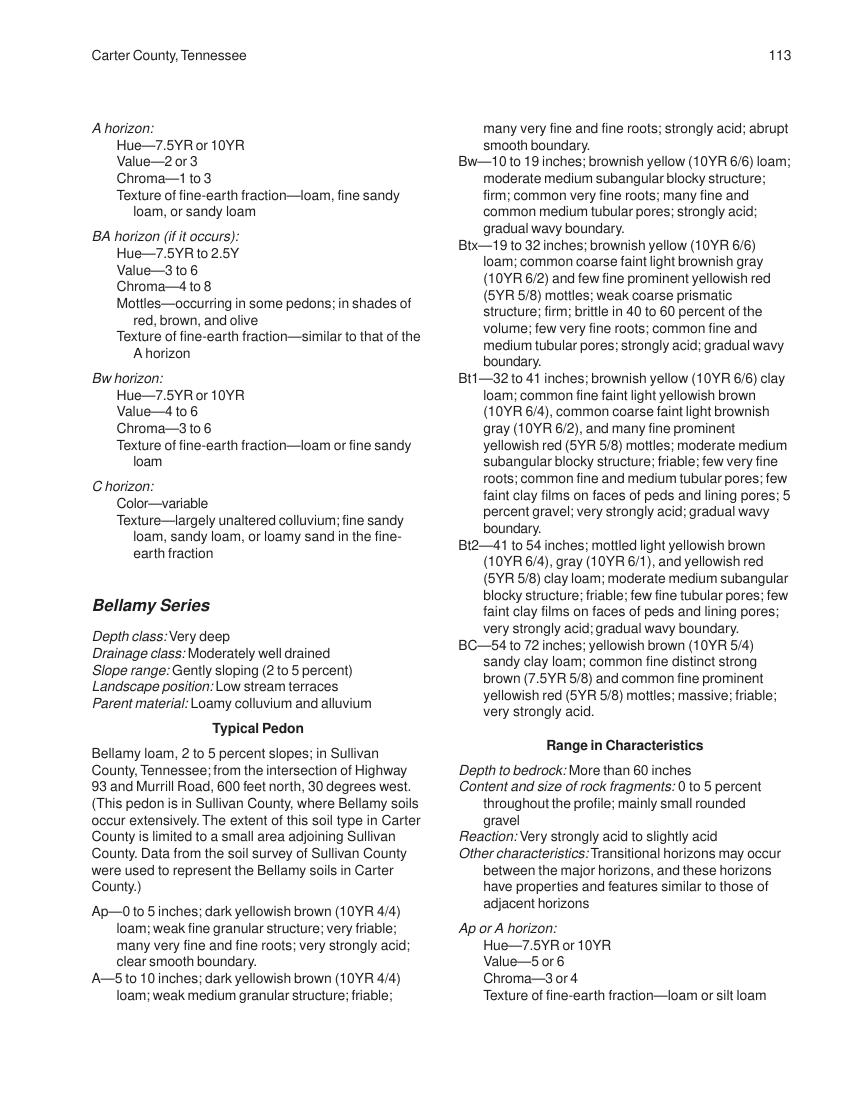 Carter County, Tennessee
113
A horizon:
Hue—7.5YR or 10YR
Value—2 or 3
Chroma—1 to 3
Texture of fine-earth fraction—loam, fine sandy
loam, or sandy loam
BA horizon (if it occurs):
Hue—7.5YR to 2.5Y
Value—3 to 6
Chroma—4 to 8
Mottles—occurring in some pedons; in shades of
red, brown, and olive
Texture of fine-earth fraction—similar to that of the
A horizon
Bw horizon:
Hue—7.5YR or 10YR
Value—4 to 6
Chroma—3 to 6
Texture of fine-earth fraction—loam or fine sandy
loam
C horizon:
Color—variable
Texture—largely unaltered colluvium; fine sandy
loam, sandy loam, or loamy sand in the fine-
earth fraction
Bellamy Series
Depth class: Very deep
Drainage class: Moderately well drained
Slope range: Gently sloping (2 to 5 percent)
Landscape position: Low stream terraces
Parent material: Loamy colluvium and alluvium
Typical Pedon
Bellamy loam, 2 to 5 percent slopes; in Sullivan
County, Tennessee; from the intersection of Highway
93 and Murrill Road, 600 feet north, 30 degrees west.
(This pedon is in Sullivan County, where Bellamy soils
occur extensively. The extent of this soil type in Carter
County is limited to a small area adjoining Sullivan
County. Data from the soil survey of Sullivan County
were used to represent the Bellamy soils in Carter
County.)
Ap—0 to 5 inches; dark yellowish brown (10YR 4/4)
loam; weak fine granular structure; very friable;
many very fine and fine roots; very strongly acid;
clear smooth boundary.
A—5 to 10 inches; dark yellowish brown (10YR 4/4)
loam; weak medium granular structure; friable;
many very fine and fine roots; strongly acid; abrupt
smooth boundary.
Bw—10 to 19 inches; brownish yellow (10YR 6/6) loam;
moderate medium subangular blocky structure;
firm; common very fine roots; many fine and
common medium tubular pores; strongly acid;
gradual wavy boundary.
Btx—19 to 32 inches; brownish yellow (10YR 6/6)
loam; common coarse faint light brownish gray
(10YR 6/2) and few fine prominent yellowish red
(5YR 5/8) mottles; weak coarse prismatic
structure; firm; brittle in 40 to 60 percent of the
volume; few very fine roots; common fine and
medium tubular pores; strongly acid; gradual wavy
boundary.
Bt1—32 to 41 inches; brownish yellow (10YR 6/6) clay
loam; common fine faint light yellowish brown
(10YR 6/4), common coarse faint light brownish
gray (10YR 6/2), and many fine prominent
yellowish red (5YR 5/8) mottles; moderate medium
subangular blocky structure; friable; few very fine
roots; common fine and medium tubular pores; few
faint clay films on faces of peds and lining pores; 5
percent gravel; very strongly acid; gradual wavy
boundary.
Bt2—41 to 54 inches; mottled light yellowish brown
(10YR 6/4), gray (10YR 6/1), and yellowish red
(5YR 5/8) clay loam; moderate medium subangular
blocky structure; friable; few fine tubular pores; few
faint clay films on faces of peds and lining pores;
very strongly acid; gradual wavy boundary.
BC—54 to 72 inches; yellowish brown (10YR 5/4)
sandy clay loam; common fine distinct strong
brown (7.5YR 5/8) and common fine prominent
yellowish red (5YR 5/8) mottles; massive; friable;
very strongly acid.
Range in Characteristics
Depth to bedrock: More than 60 inches
Content and size of rock fragments: 0 to 5 percent
throughout the profile; mainly small rounded
gravel
Reaction: Very strongly acid to slightly acid
Other characteristics: Transitional horizons may occur
between the major horizons, and these horizons
have properties and features similar to those of
adjacent horizons
Ap or A horizon:
Hue—7.5YR or 10YR
Value—5 or 6
Chroma—3 or 4
Texture of fine-earth fraction—loam or silt loam